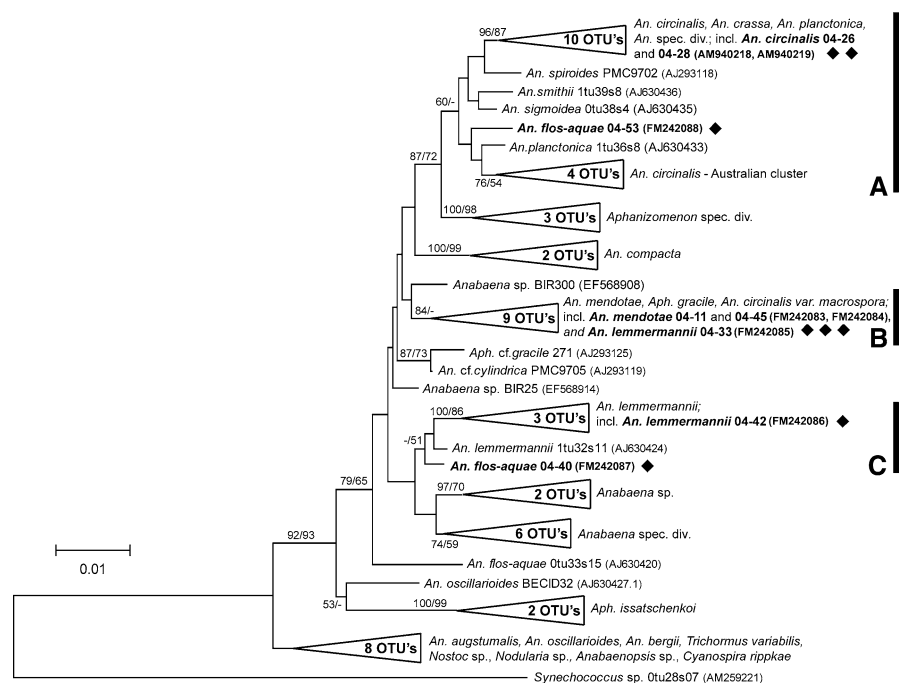 96/87
10 OTU's
An. circinalis, An. crassa, An. planctonica,
An. spec. div.; incl. An. circinalis 04-26
and 04-28 (AM940218, AM940219) ◆ ◆
An. spiroides PMC9702 (AJ293118)
An.smithii 1tu39s8 (AJ630436)
60/-
An. sigmoidea 0tu38s4 (AJ630435)
An. flos-aquae 04-53 (FM242088) ◆
An.planctonica 1tu36s8 (AJ630433)
87/72
4 OTU's
An. circinalis - Australian cluster
76/54
A
100/98
3 OTU's
Aphanizomenon spec. div.
100/99
2 OTU's
An. compacta
Anabaena sp. BIR300 (EF568908)
84/-
9 OTU's
An. mendotae, Aph. gracile, An. circinalis var. macrospora;
incl. An. mendotae 04-11 and 04-45 (FM242083, FM242084),
and An. lemmermannii 04-33 (FM242085) ◆ ◆ ◆
B
87/73
Aph. cf.gracile 271 (AJ293125)
An. cf.cylindrica PMC9705 (AJ293119)
Anabaena sp. BIR25 (EF568914)
100/86
3 OTU's
An. lemmermannii;
incl. An. lemmermannii 04-42 (FM242086) ◆
-/51
An. lemmermannii 1tu32s11 (AJ630424)
An. flos-aquae 04-40 (FM242087) ◆
C
97/70
2 OTU's
Anabaena sp.
79/65
6 OTU's
Anabaena spec. div.
74/59
92/93
An. flos-aquae 0tu33s15 (AJ630420)
0.01
An. oscillarioides BECID32 (AJ630427.1)
53/-
100/99
2 OTU's
Aph. issatschenkoi
8 OTU's
An. augstumalis, An. oscillarioides, An. bergii, Trichormus variabilis,
Nostoc sp., Nodularia sp., Anabaenopsis sp., Cyanospira rippkae
Synechococcus sp. 0tu28s07 (AM259221)